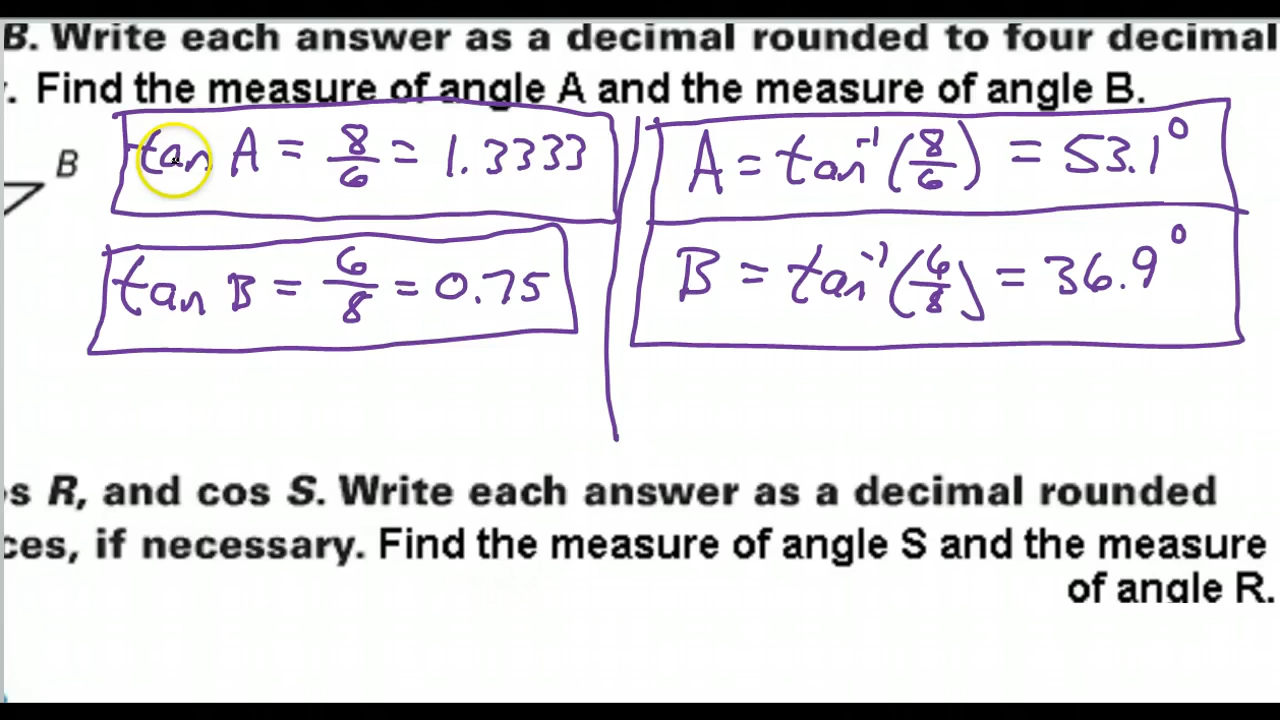 B. Write each answer as a decimal rounded to four decimal
. Find the measure of angle A and the measure of angle B.
B
tan A = 8/6 = 1.3333
A = tan⁻¹(8/6) = 53.1°
tan B = 6/8 = 0.75
B = tan⁻¹(6/8) = 36.9°
s R, and cos S. Write each answer as a decimal rounded
ces, if necessary. Find the measure of angle S and the measure
of angle R.